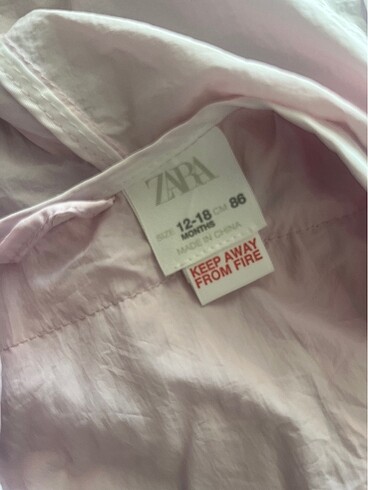 ZARA
SIZE 12-18 CM 86
MONTHS
MADE IN CHINA
KEEP AWAY
FROM FIRE